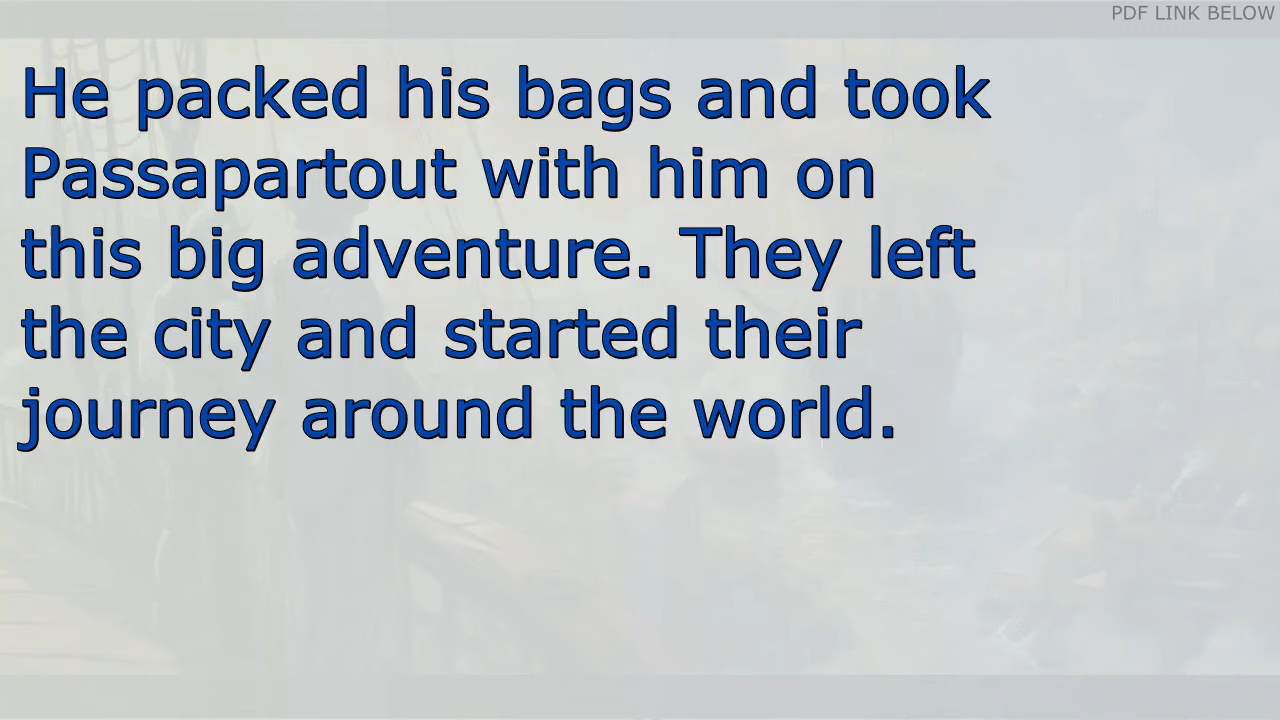 PDF LINK BELOW
He packed his bags and took
Passapartout with him on
this big adventure. They left
the city and started their
journey around the world.